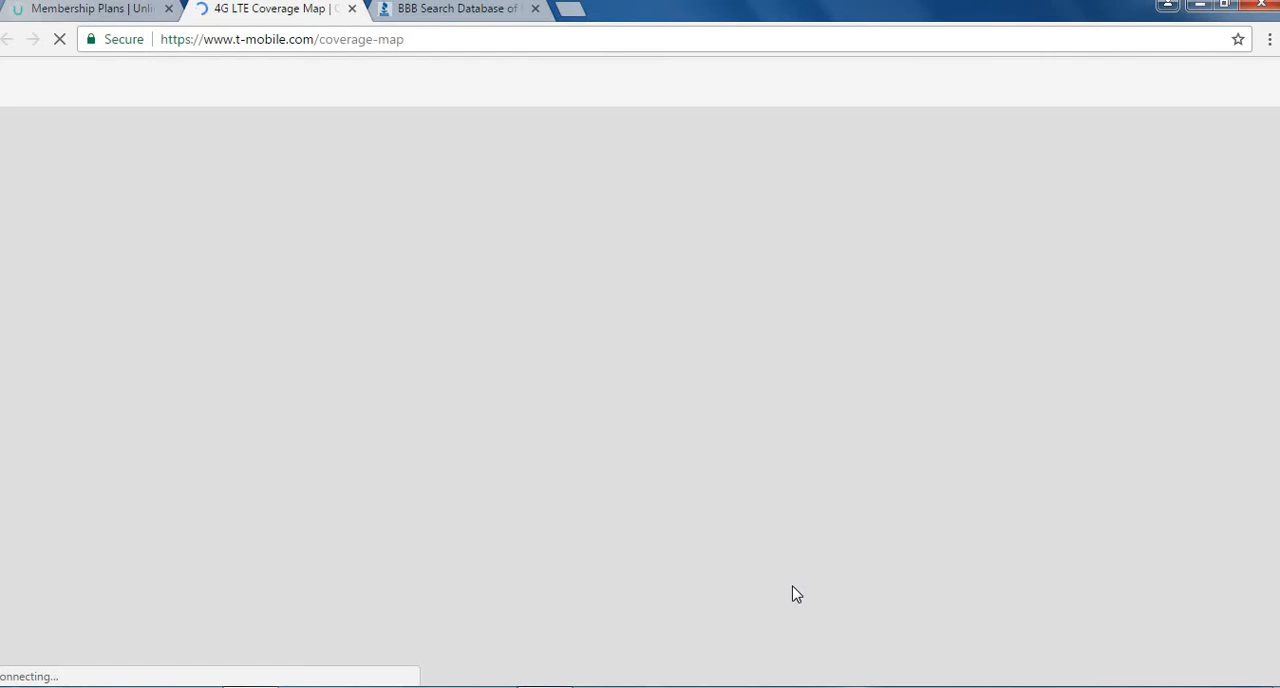 Membership Plans | Unli
4G LTE Coverage Map |
BBB Search Database of
Secure
https://www.t-mobile.com/coverage-map
onnecting...